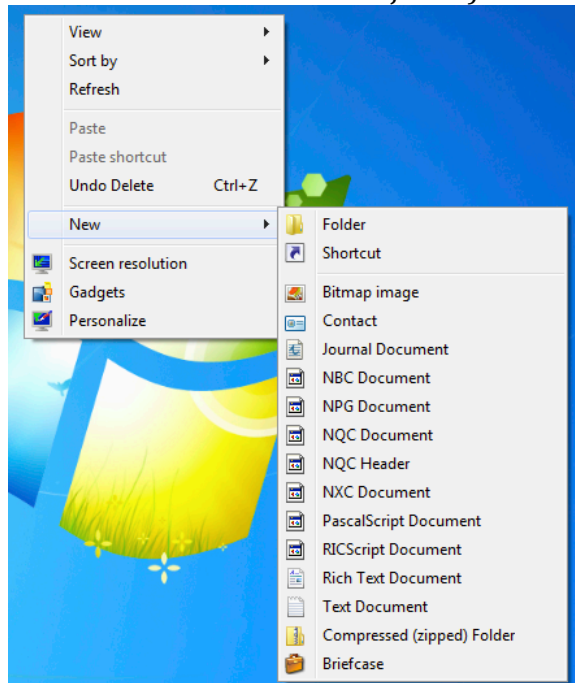 View
Sort by
Refresh
Paste
Paste shortcut
Undo Delete Ctrl+Z
New
Screen resolution
Gadgets
Personalize
Folder
Shortcut
Bitmap image
Contact
Journal Document
NBC Document
NPG Document
NQC Document
NQC Header
NXC Document
PascalScript Document
RICScript Document
Rich Text Document
Text Document
Compressed (zipped) Folder
Briefcase